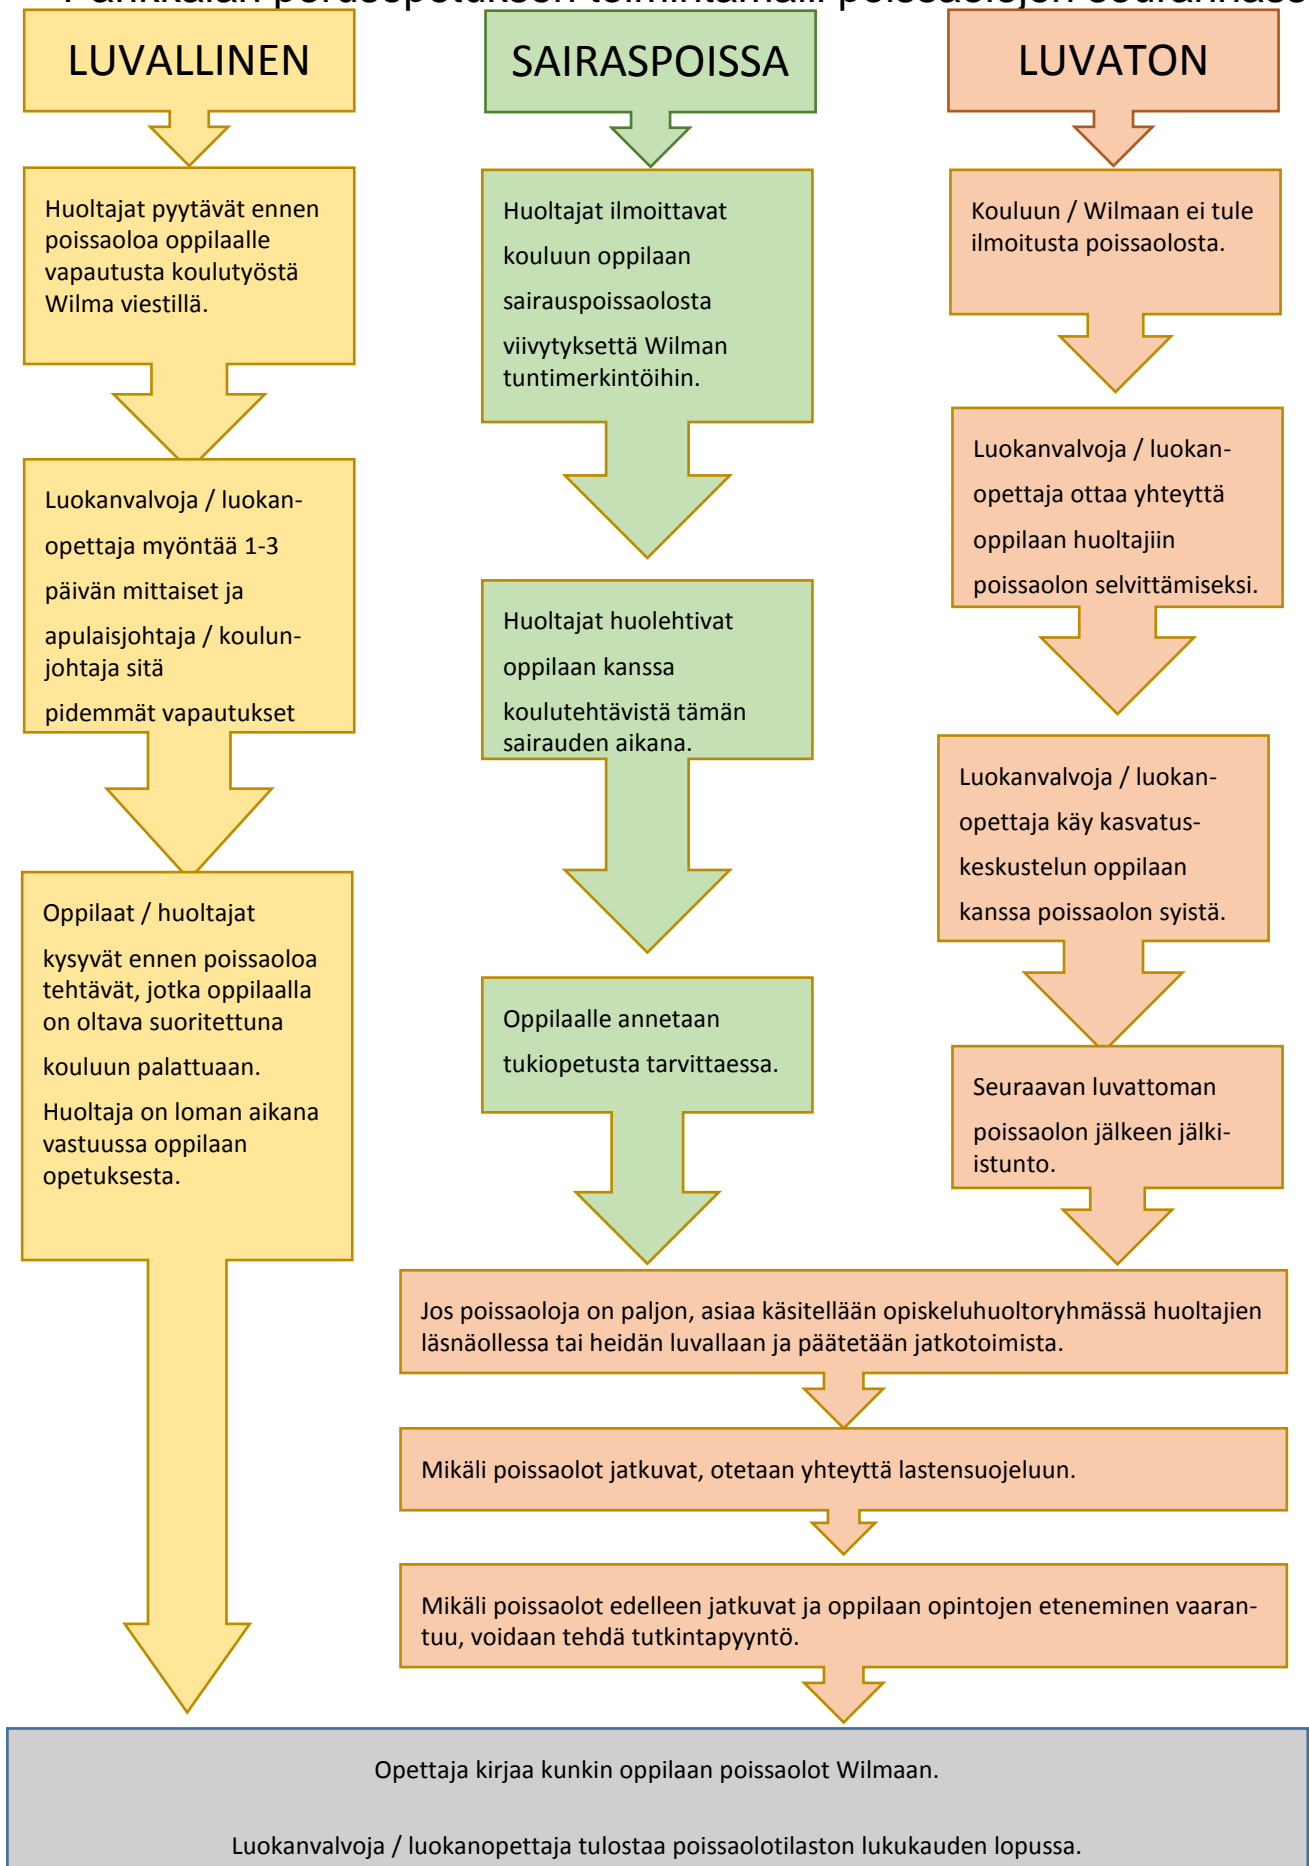 Parikkalan perusopetuksen toimintamalli poissaolojen
LUVALLINEN
Huoltajat pyytävät ennen
poissaoloa oppilaalle
vapautusta koulutyöstä
Wilma viestillä.
Luokanvalvoja / luokan-
opettaja myöntää 1-3
päivän mittaiset ja
apulaisjohtaja / koulun-
johtaja sitä
pidemmät vapautukset
Oppilaat / huoltajat
kysyvät ennen poissaoloa
tehtävät, jotka oppilaalla
on oltava suoritettuna
kouluun palattuaan.
Huoltaja on loman aikana
vastuussa oppilaan
opetuksesta.
SAIRASPOISSA
Huoltajat ilmoittavat
kouluun oppilaan
sairauspoissaolosta
viivytyksettä Wilman
tuntimerkintöihin.
Huoltajat huolehtivat
oppilaan kanssa
koulutehtävistä tämän
sairauden aikana.
Oppilaalle annetaan
tukiopetusta tarvittaessa.
LUVATON
Kouluun / Wilmaan ei tule
ilmoitusta poissaolosta.
Luokanvalvoja / luokan-
opettaja ottaa yhteyttä
oppilaan huoltajiin
poissaolon selvittämiseksi.
Luokanvalvoja / luokan-
opettaja käy kasvatus-
keskustelun oppilaan
kanssa poissaolon syistä.
Seuraavan luvattoman
poissaolon jälkeen jälki-
istunto.
Jos poissaoloja on paljon, asiaa käsitellään opiskeluhuoltoryhmässä huoltajien
läsnäollessa tai heidän luvallaan ja päätetään jatkotoimista.
Mikäli poissaolot jatkuvat, otetaan yhteyttä lastensuojeluun.
Mikäli poissaolot edelleen jatkuvat ja oppilaan opintojen eteneminen vaaran-
tuu, voidaan tehdä tutkintapyyntö.
Opettaja kirjaa kunkin oppilaan poissaolot Wilmaan.
Luokanvalvoja / luokanopettaja tulostaa poissaolotilaston lukukauden lopussa.